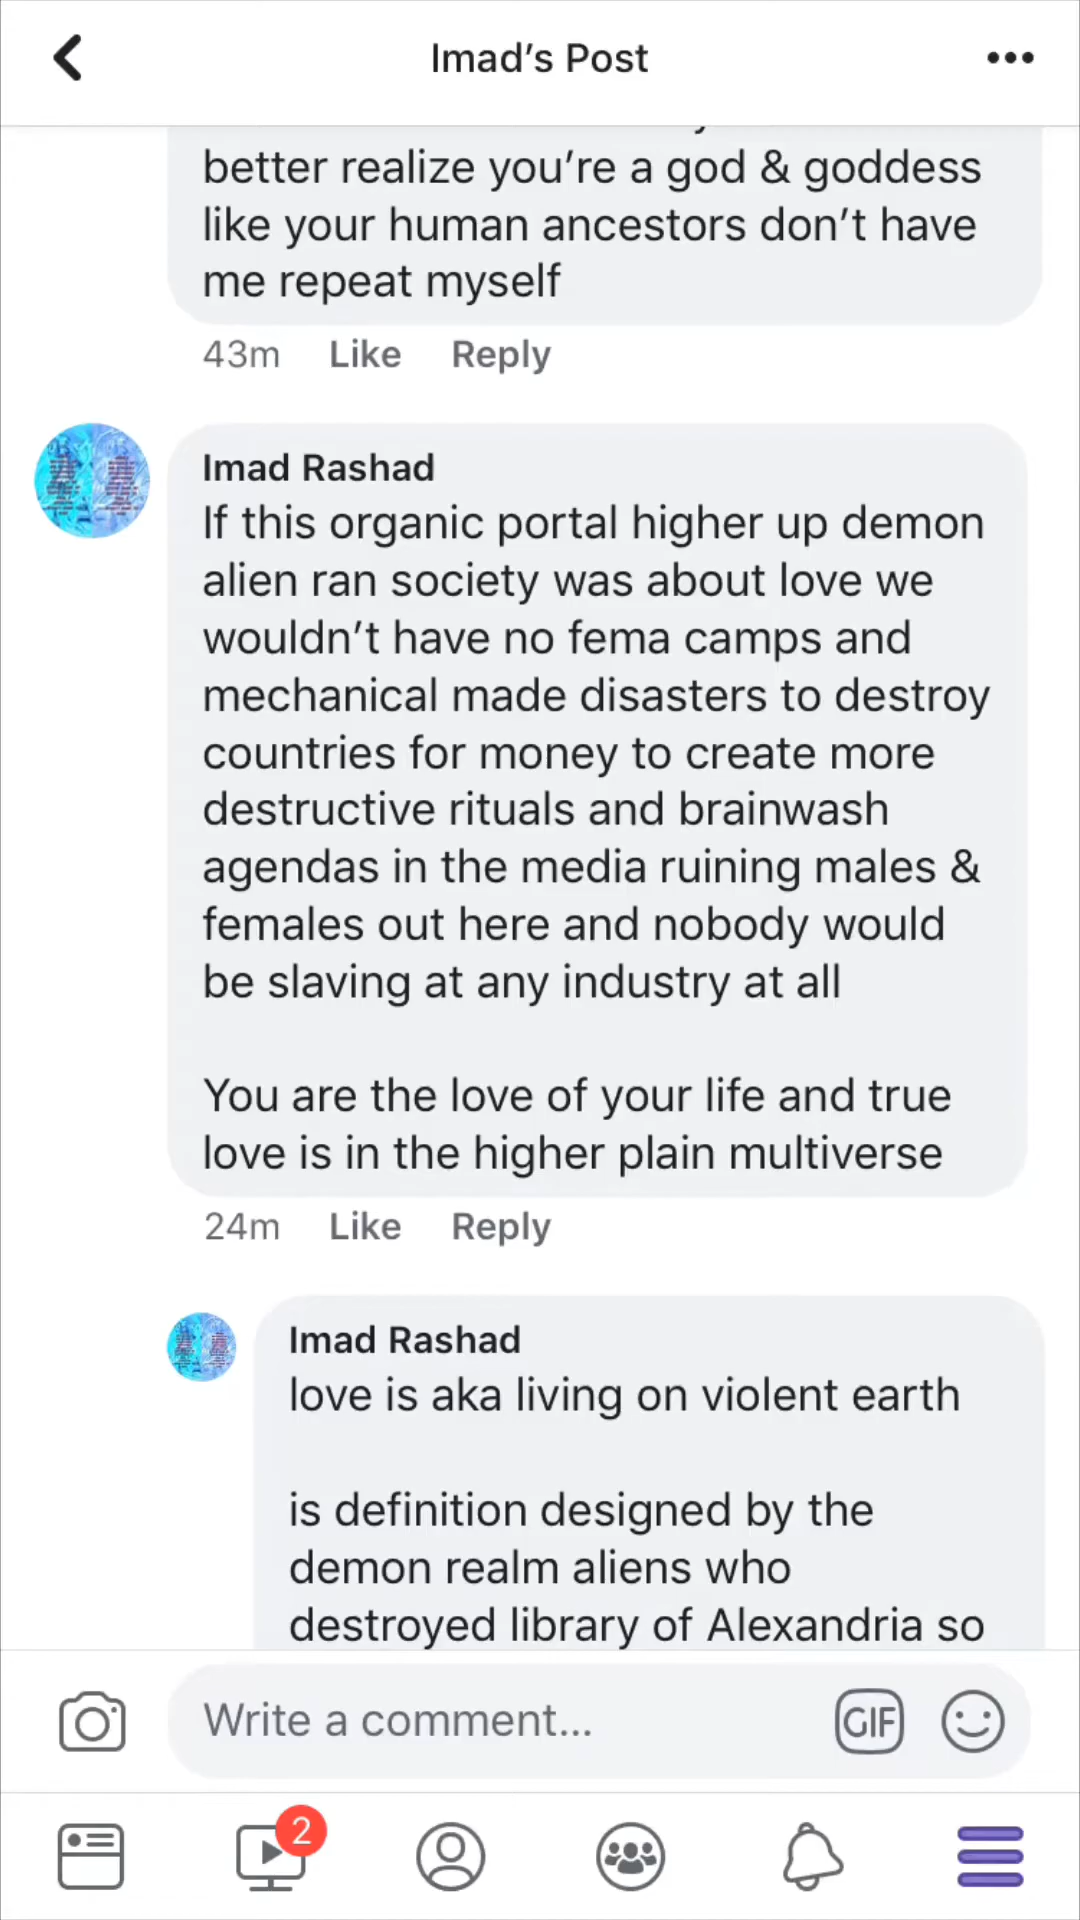 Imad's Post
better realize you're a god & goddess
like your human ancestors don't have
me repeat myself
43m Like Reply
Imad Rashad
If this organic portal higher up demon
alien ran society was about love we
wouldn't have no fema camps and
mechanical made disasters to destroy
countries for money to create more
destructive rituals and brainwash
agendas in the media ruining males &
females out here and nobody would
be slaving at any industry at all
You are the love of your life and true
love is in the higher plain multiverse
24m Like Reply
Imad Rashad
love is aka living on violent earth
is definition designed by the
demon realm aliens who
destroyed library of Alexandria so
Write a comment... GIF
2